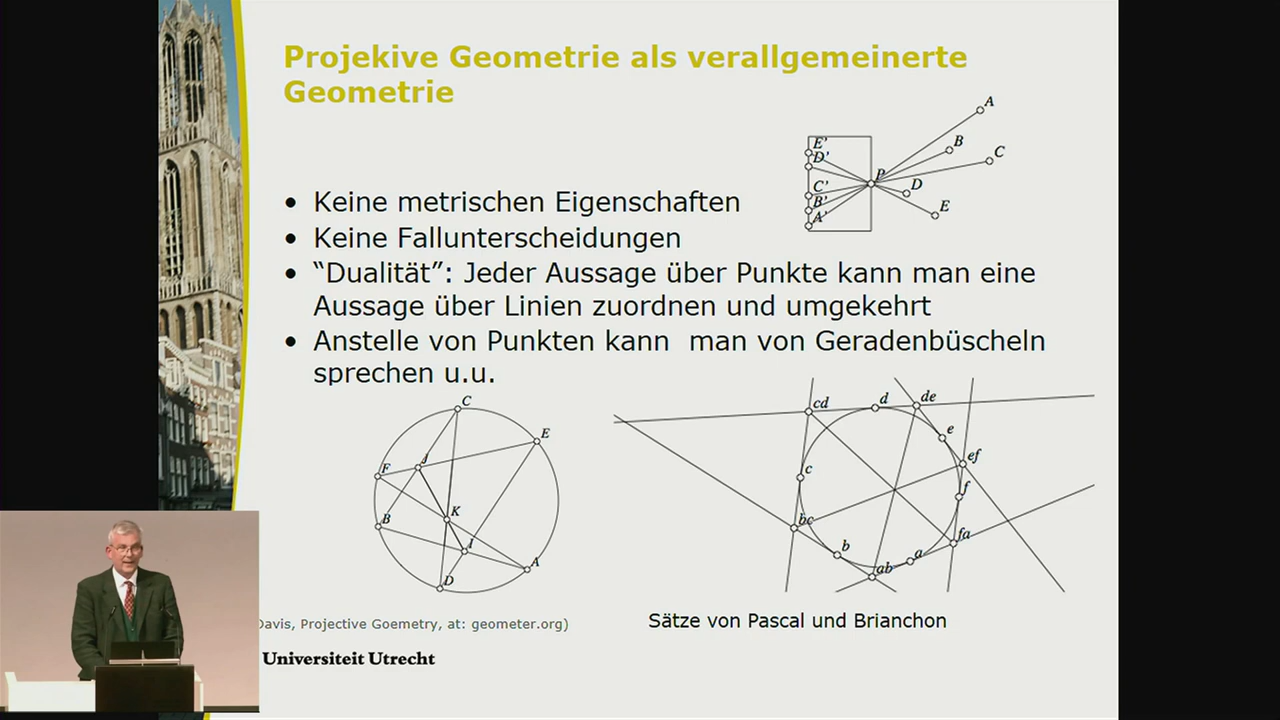 Projekive Geometrie als verallgemeinerte
Geometrie
A
B
C
D
E
P
E'
D'
C'
B'
A'
• Keine metrischen Eigenschaften
• Keine Fallunterscheidungen
• “Dualität”: Jeder Aussage über Punkte kann man eine
Aussage über Linien zuordnen und umgekehrt
• Anstelle von Punkten kann man von Geradenbüscheln
sprechen u.u.
C
E
F
J
B
K
I
A
D
cd
d
de
e
c
ef
f
bc
b
fa
a
ab
Davis, Projective Goemetry, at: geometer.org)
Sätze von Pascal und Brianchon
Universiteit Utrecht